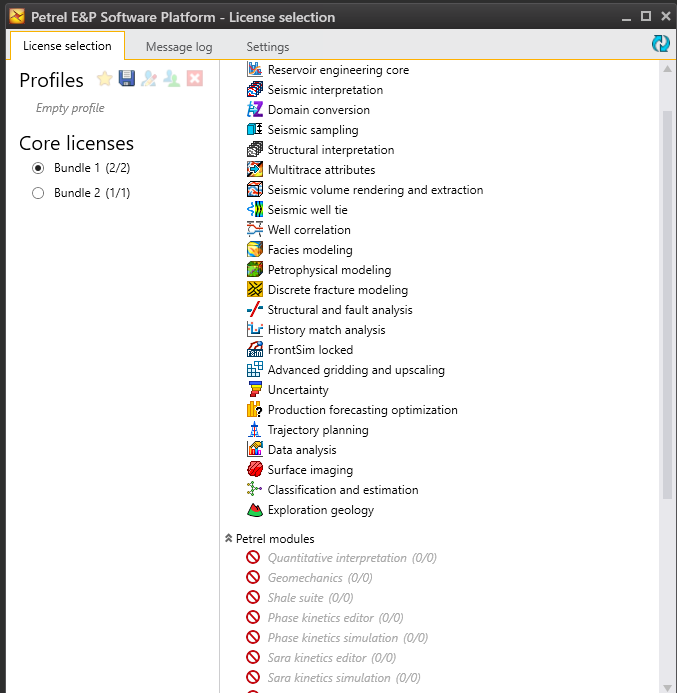 Petrel E&P Software Platform - License selection
License selection
Message log
Settings
Profiles
Empty profile
Core licenses
Bundle 1 (2/2)
Bundle 2 (1/1)
Reservoir engineering core
Seismic interpretation
Domain conversion
Seismic sampling
Structural interpretation
Multitrace attributes
Seismic volume rendering and extraction
Seismic well tie
Well correlation
Facies modeling
Petrophysical modeling
Discrete fracture modeling
Structural and fault analysis
History match analysis
FrontSim locked
Advanced gridding and upscaling
Uncertainty
Production forecasting optimization
Trajectory planning
Data analysis
Surface imaging
Classification and estimation
Exploration geology
Petrel modules
Quantitative interpretation (0/0)
Geomechanics (0/0)
Shale suite (0/0)
Phase kinetics editor (0/0)
Phase kinetics simulation (0/0)
Sara kinetics editor (0/0)
Sara kinetics simulation (0/0)